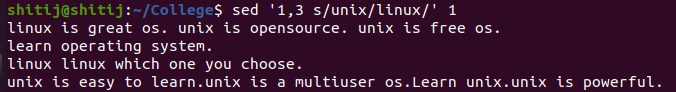 shitij@shitij:~/College$ sed '1,3 s/unix/linux/' 1
linux is great os. unix is opensource. unix is free os.
learn operating system.
linux linux which one you choose.
unix is easy to learn.unix is a multiuser os.Learn unix.unix is powerful.